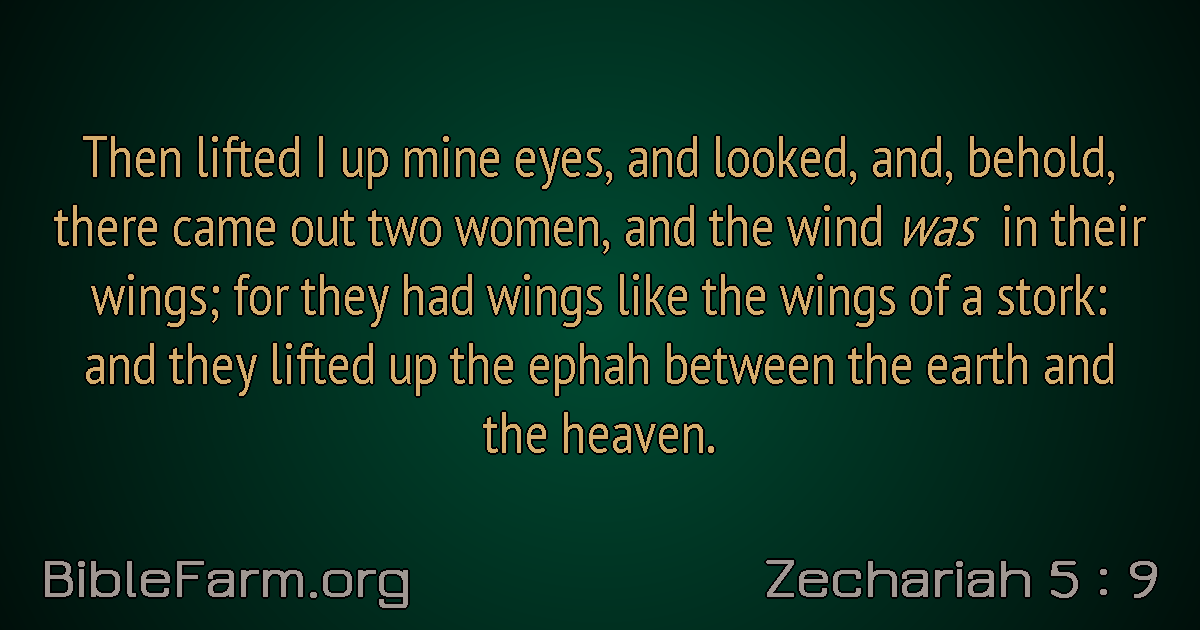 Then lifted I up mine eyes, and looked, and, behold,
there came out two women, and the wind was in their
wings; for they had wings like the wings of a stork:
and they lifted up the ephah between the earth and
the heaven.
BibleFarm.org
Zechariah 5 : 9